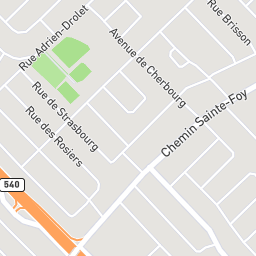 Rue Adrien-Drolet
Avenue de Cherbourg
Rue Brisson
Rue de Strasbourg
Rue des Rosiers
Chemin Sainte-Foy
540